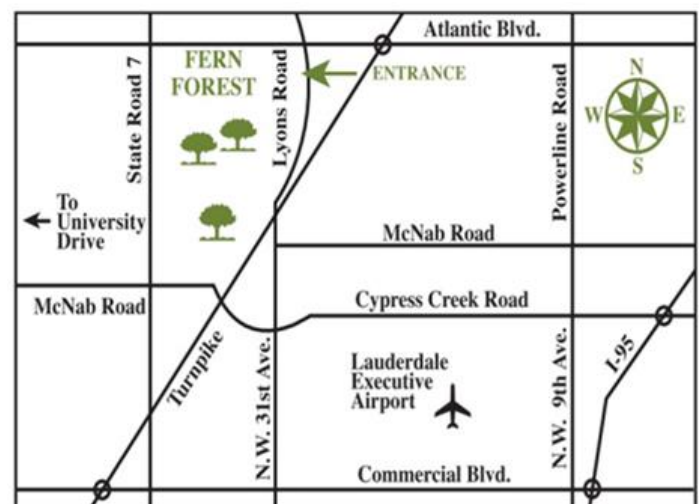 Atlantic Blvd.
FERN
FOREST
ENTRANCE
State Road 7
Lyons Road
Powerline Road
N
W
E
S
To
University
Drive
McNab Road
McNab Road
Cypress Creek Road
Turnpike
N.W. 31st Ave.
Lauderdale
Executive
Airport
N.W. 9th Ave.
I-95
Commercial Blvd.